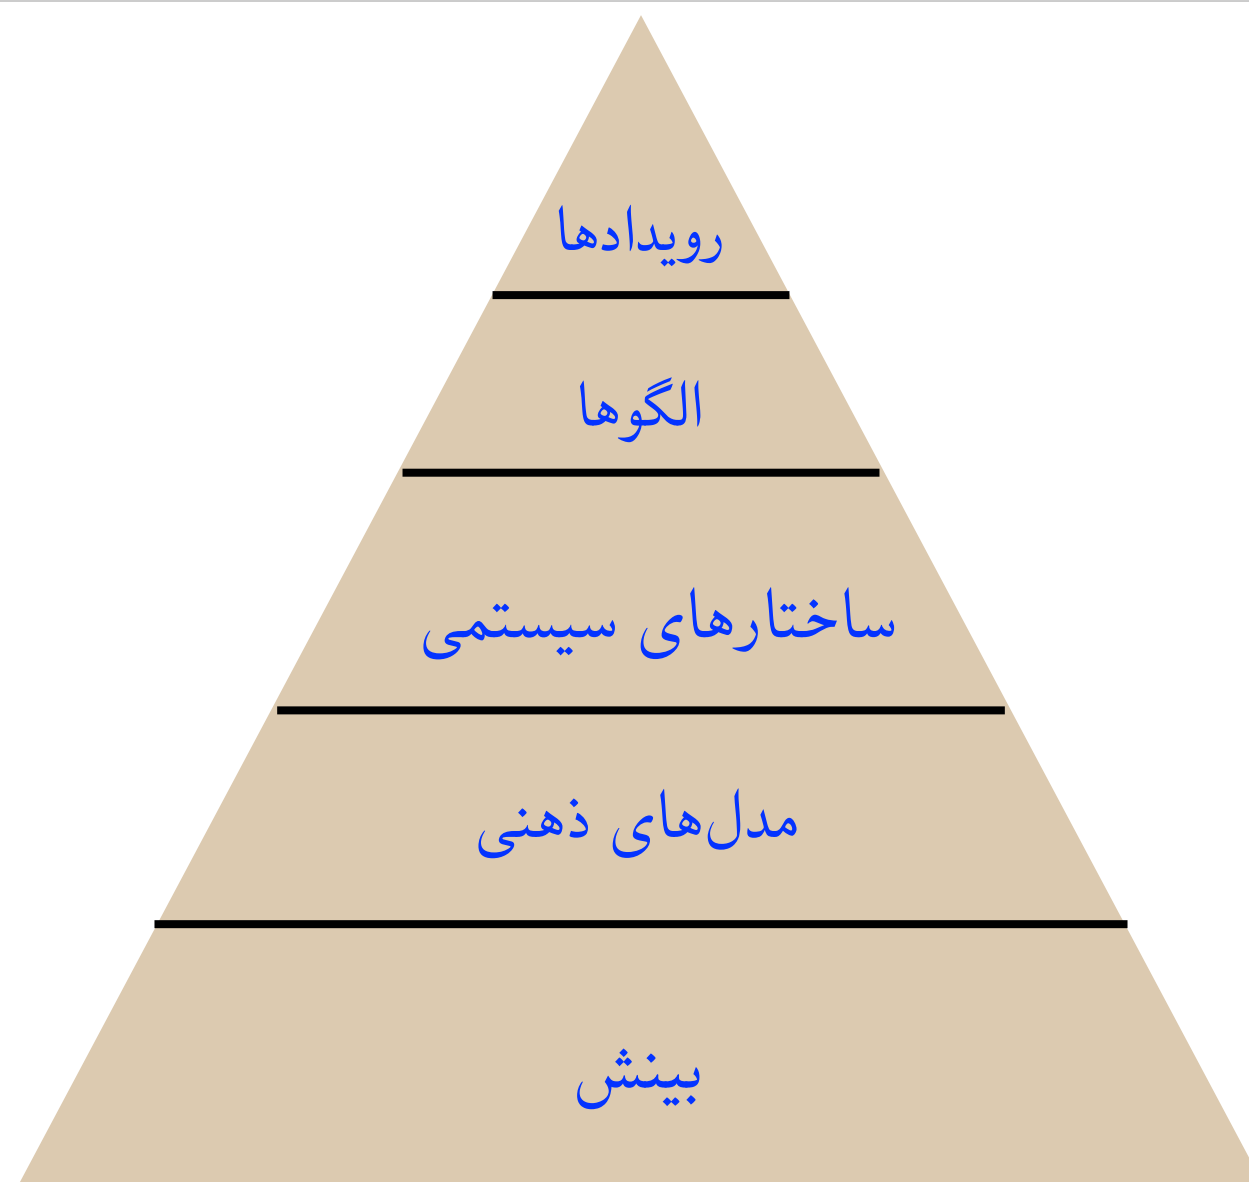 رویدادها
الگوها
ساختارهای سیستمی
مدل‌های ذهنی
بینش